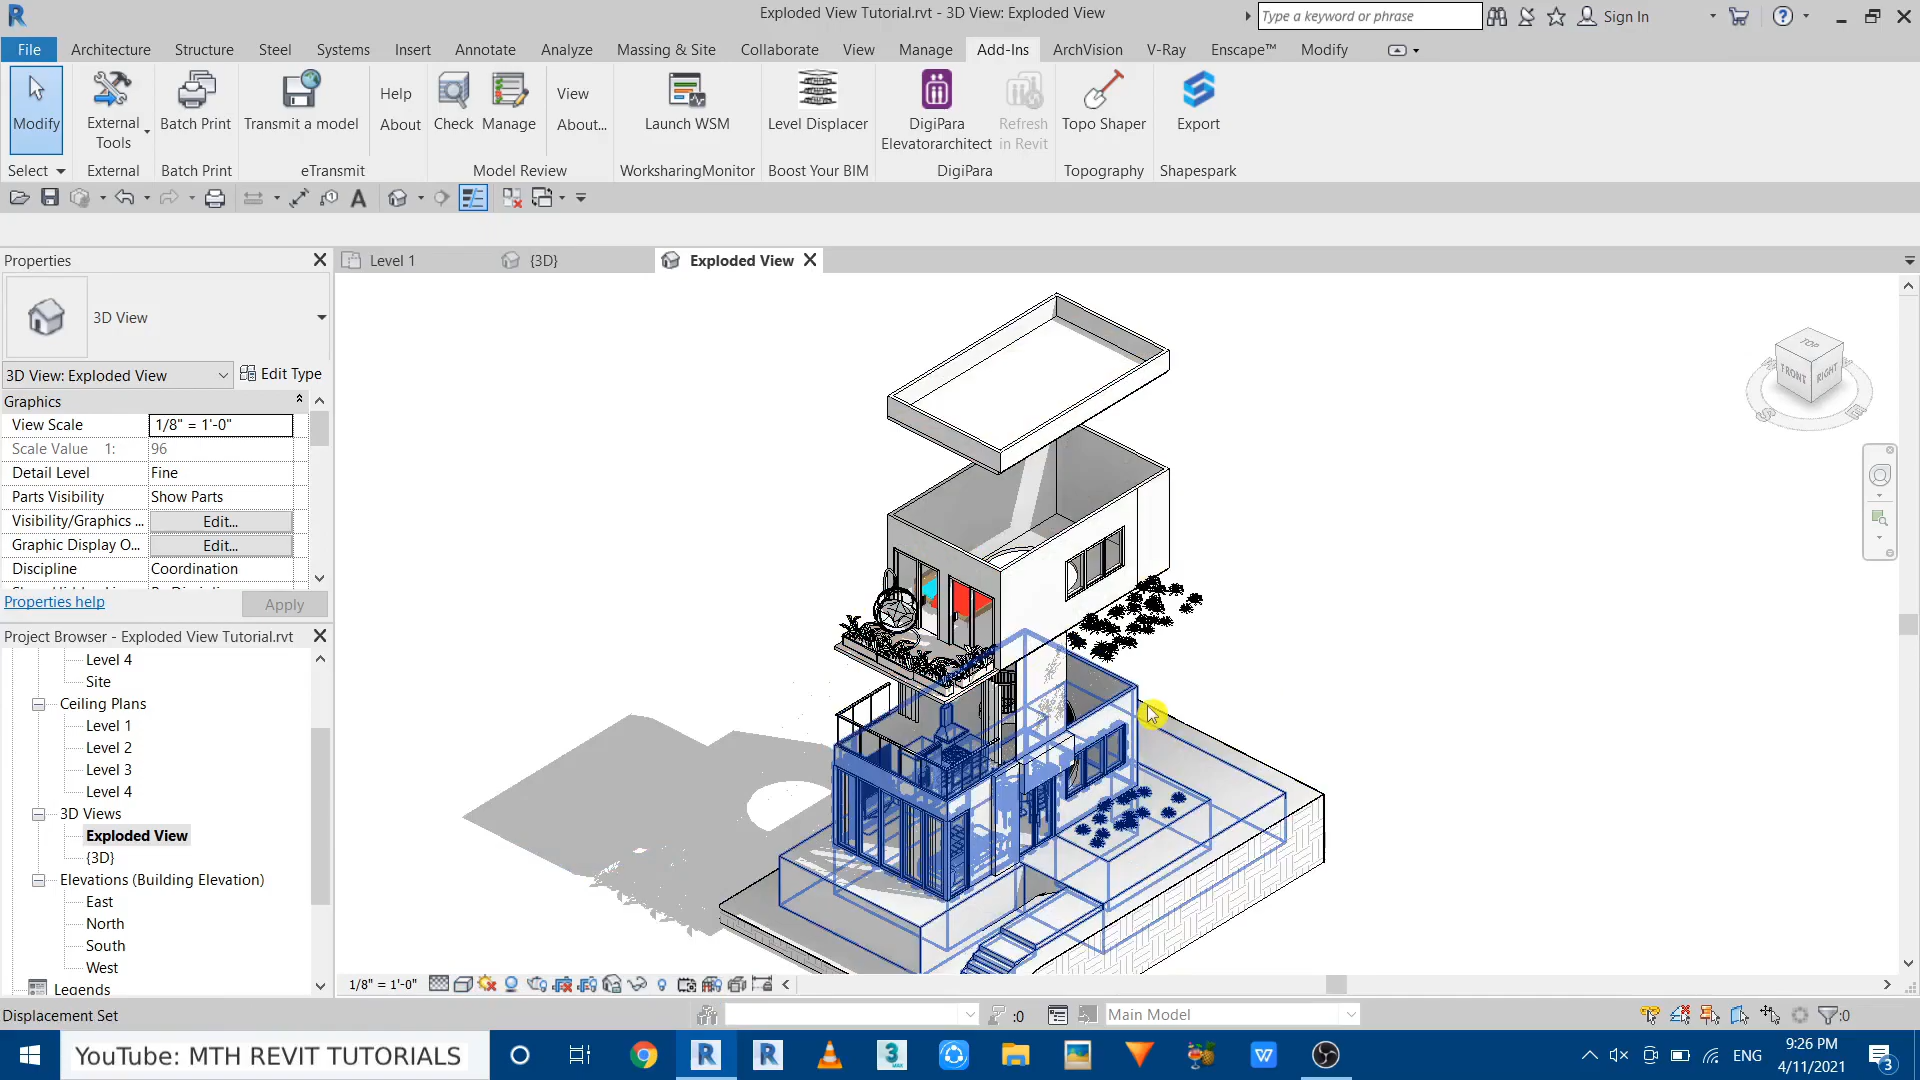 Exploded View Tutorial.rvt - 3D View: Exploded View
Type a keyword or phrase
Sign In
File Architecture Structure Steel Systems Insert Annotate Analyze Massing & Site Collaborate View Manage Add-Ins ArchVision V-Ray Enscape™ Modify
Modify
External Tools
Batch Print
Transmit a model
Help
About
Check
Manage
View
About...
Launch WSM
Level Displacer
DigiPara Elevatorarchitect
Refresh in Revit
Topo Shaper
Export
Select External Batch Print eTransmit Model Review WorksharingMonitor Boost Your BIM DigiPara Topography Shapespark
Properties
Level 1 {3D} Exploded View
3D View
3D View: Exploded View Edit Type
Graphics
View Scale 1/8" = 1'-0"
Scale Value 1: 96
Detail Level Fine
Parts Visibility Show Parts
Visibility/Graphics ... Edit...
Graphic Display O... Edit...
Discipline Coordination
Properties help Apply
Project Browser - Exploded View Tutorial.rvt
Level 4
Site
Ceiling Plans
Level 1
Level 2
Level 3
Level 4
3D Views
Exploded View
{3D}
Elevations (Building Elevation)
East
North
South
West
Legends
TOP
FRONT
RIGHT
S
E
1/8" = 1'-0"
Displacement Set
:0
Main Model
:0
YouTube: MTH REVIT TUTORIALS
ENG
9:26 PM
4/11/2021
3